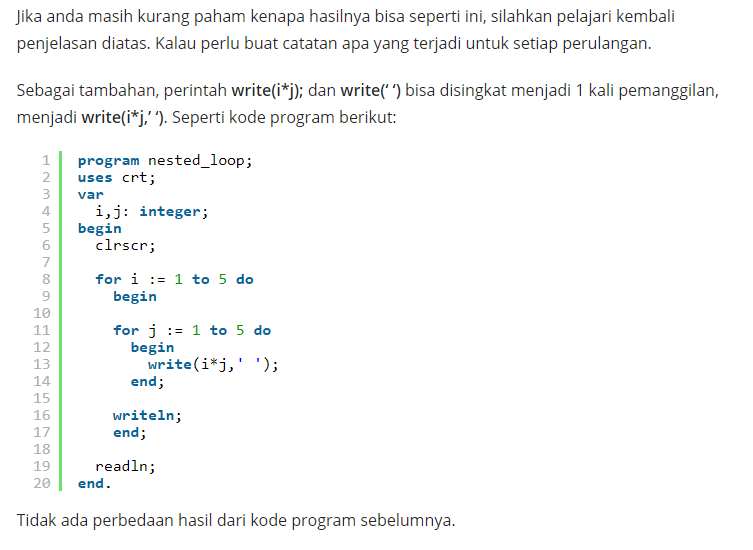 Jika anda masih kurang paham kenapa hasilnya bisa seperti ini, silahkan pelajari kembali
penjelasan diatas. Kalau perlu buat catatan apa yang terjadi untuk setiap perulangan.
Sebagai tambahan, perintah write(i*j); dan write(‘ ‘) bisa disingkat menjadi 1 kali pemanggilan,
menjadi write(i*j,’ ‘). Seperti kode program berikut:
1 program nested_loop;
2 uses crt;
3 var
4 i,j: integer;
5 begin
6 clrscr;
7
8 for i := 1 to 5 do
9 begin
10
11 for j := 1 to 5 do
12 begin
13 write(i*j,' ');
14 end;
15
16 writeln;
17 end;
18
19 readln;
20 end.
Tidak ada perbedaan hasil dari kode program sebelumnya.